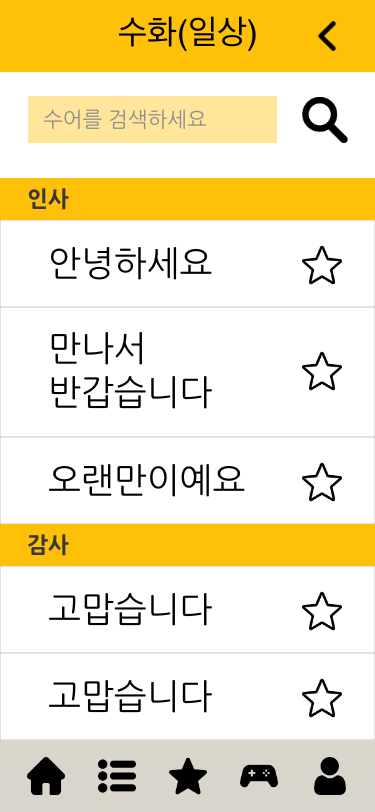 수화(일상)
수어를 검색하세요
인사
안녕하세요
만나서
반갑습니다
오랜만이예요
감사
고맙습니다
고맙습니다